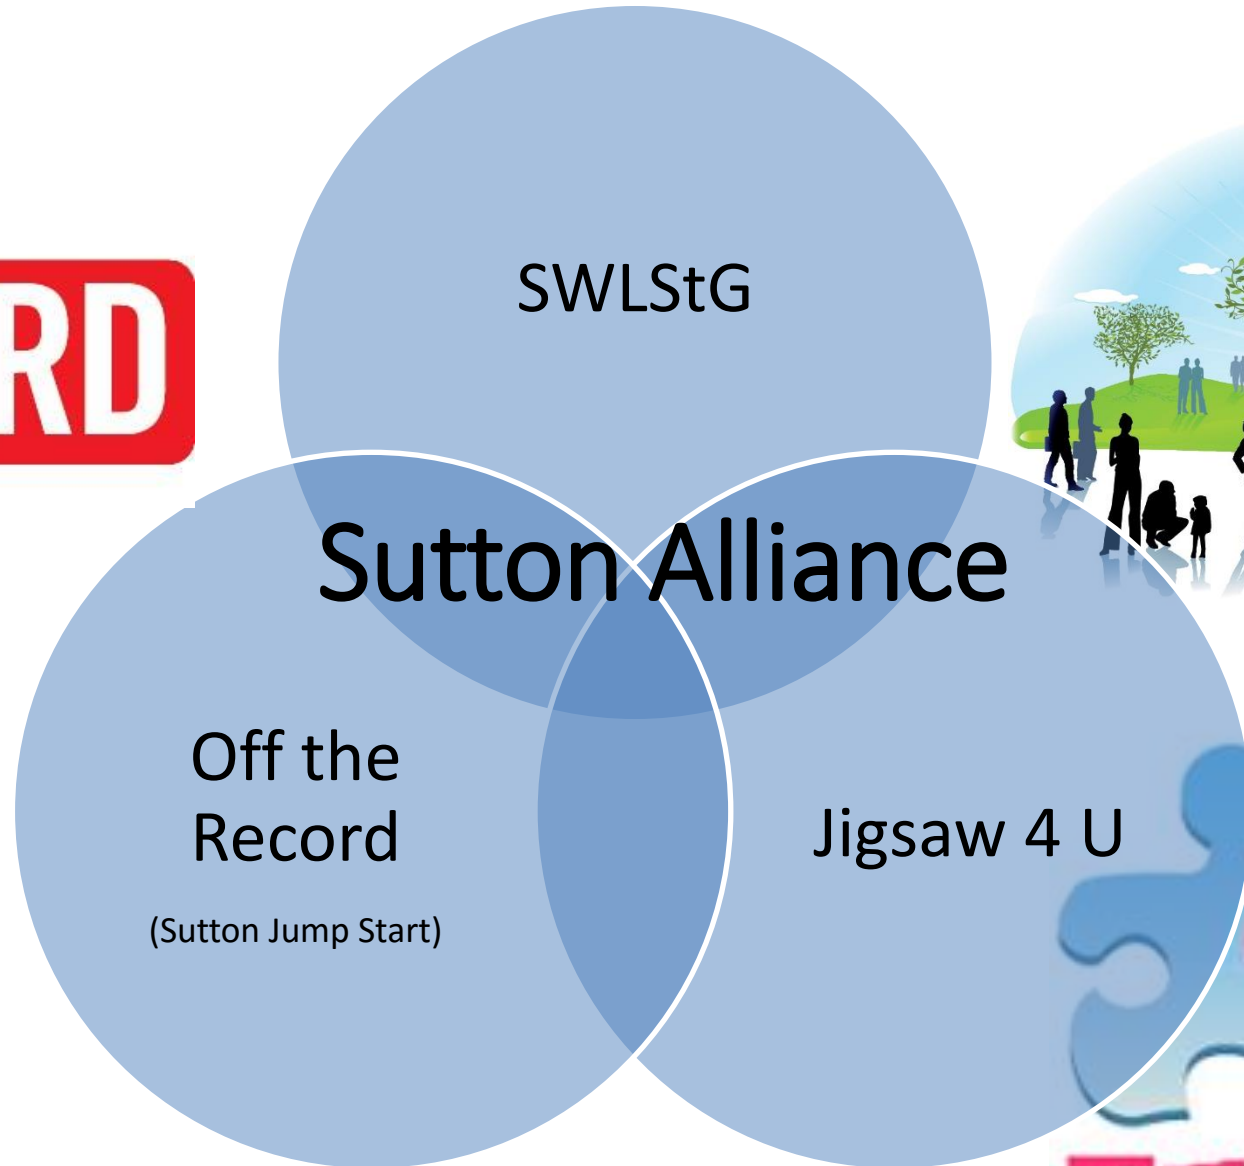 SWLStG
RD
Sutton Alliance
Off the
Record
(Sutton Jump Start)
Jigsaw 4 U